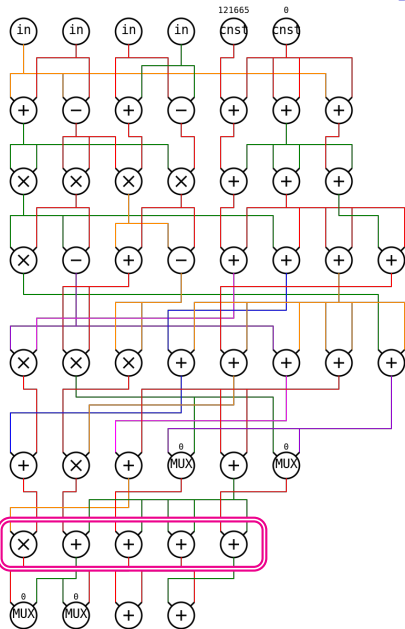 121665 0
in in in in cnst cnst
+ − + − + + +
× × × × + + +
× − + − + + + +
× × × + + + + +
0 0
+ × + MUX + MUX
× + + + +
0 0
MUX MUX + +